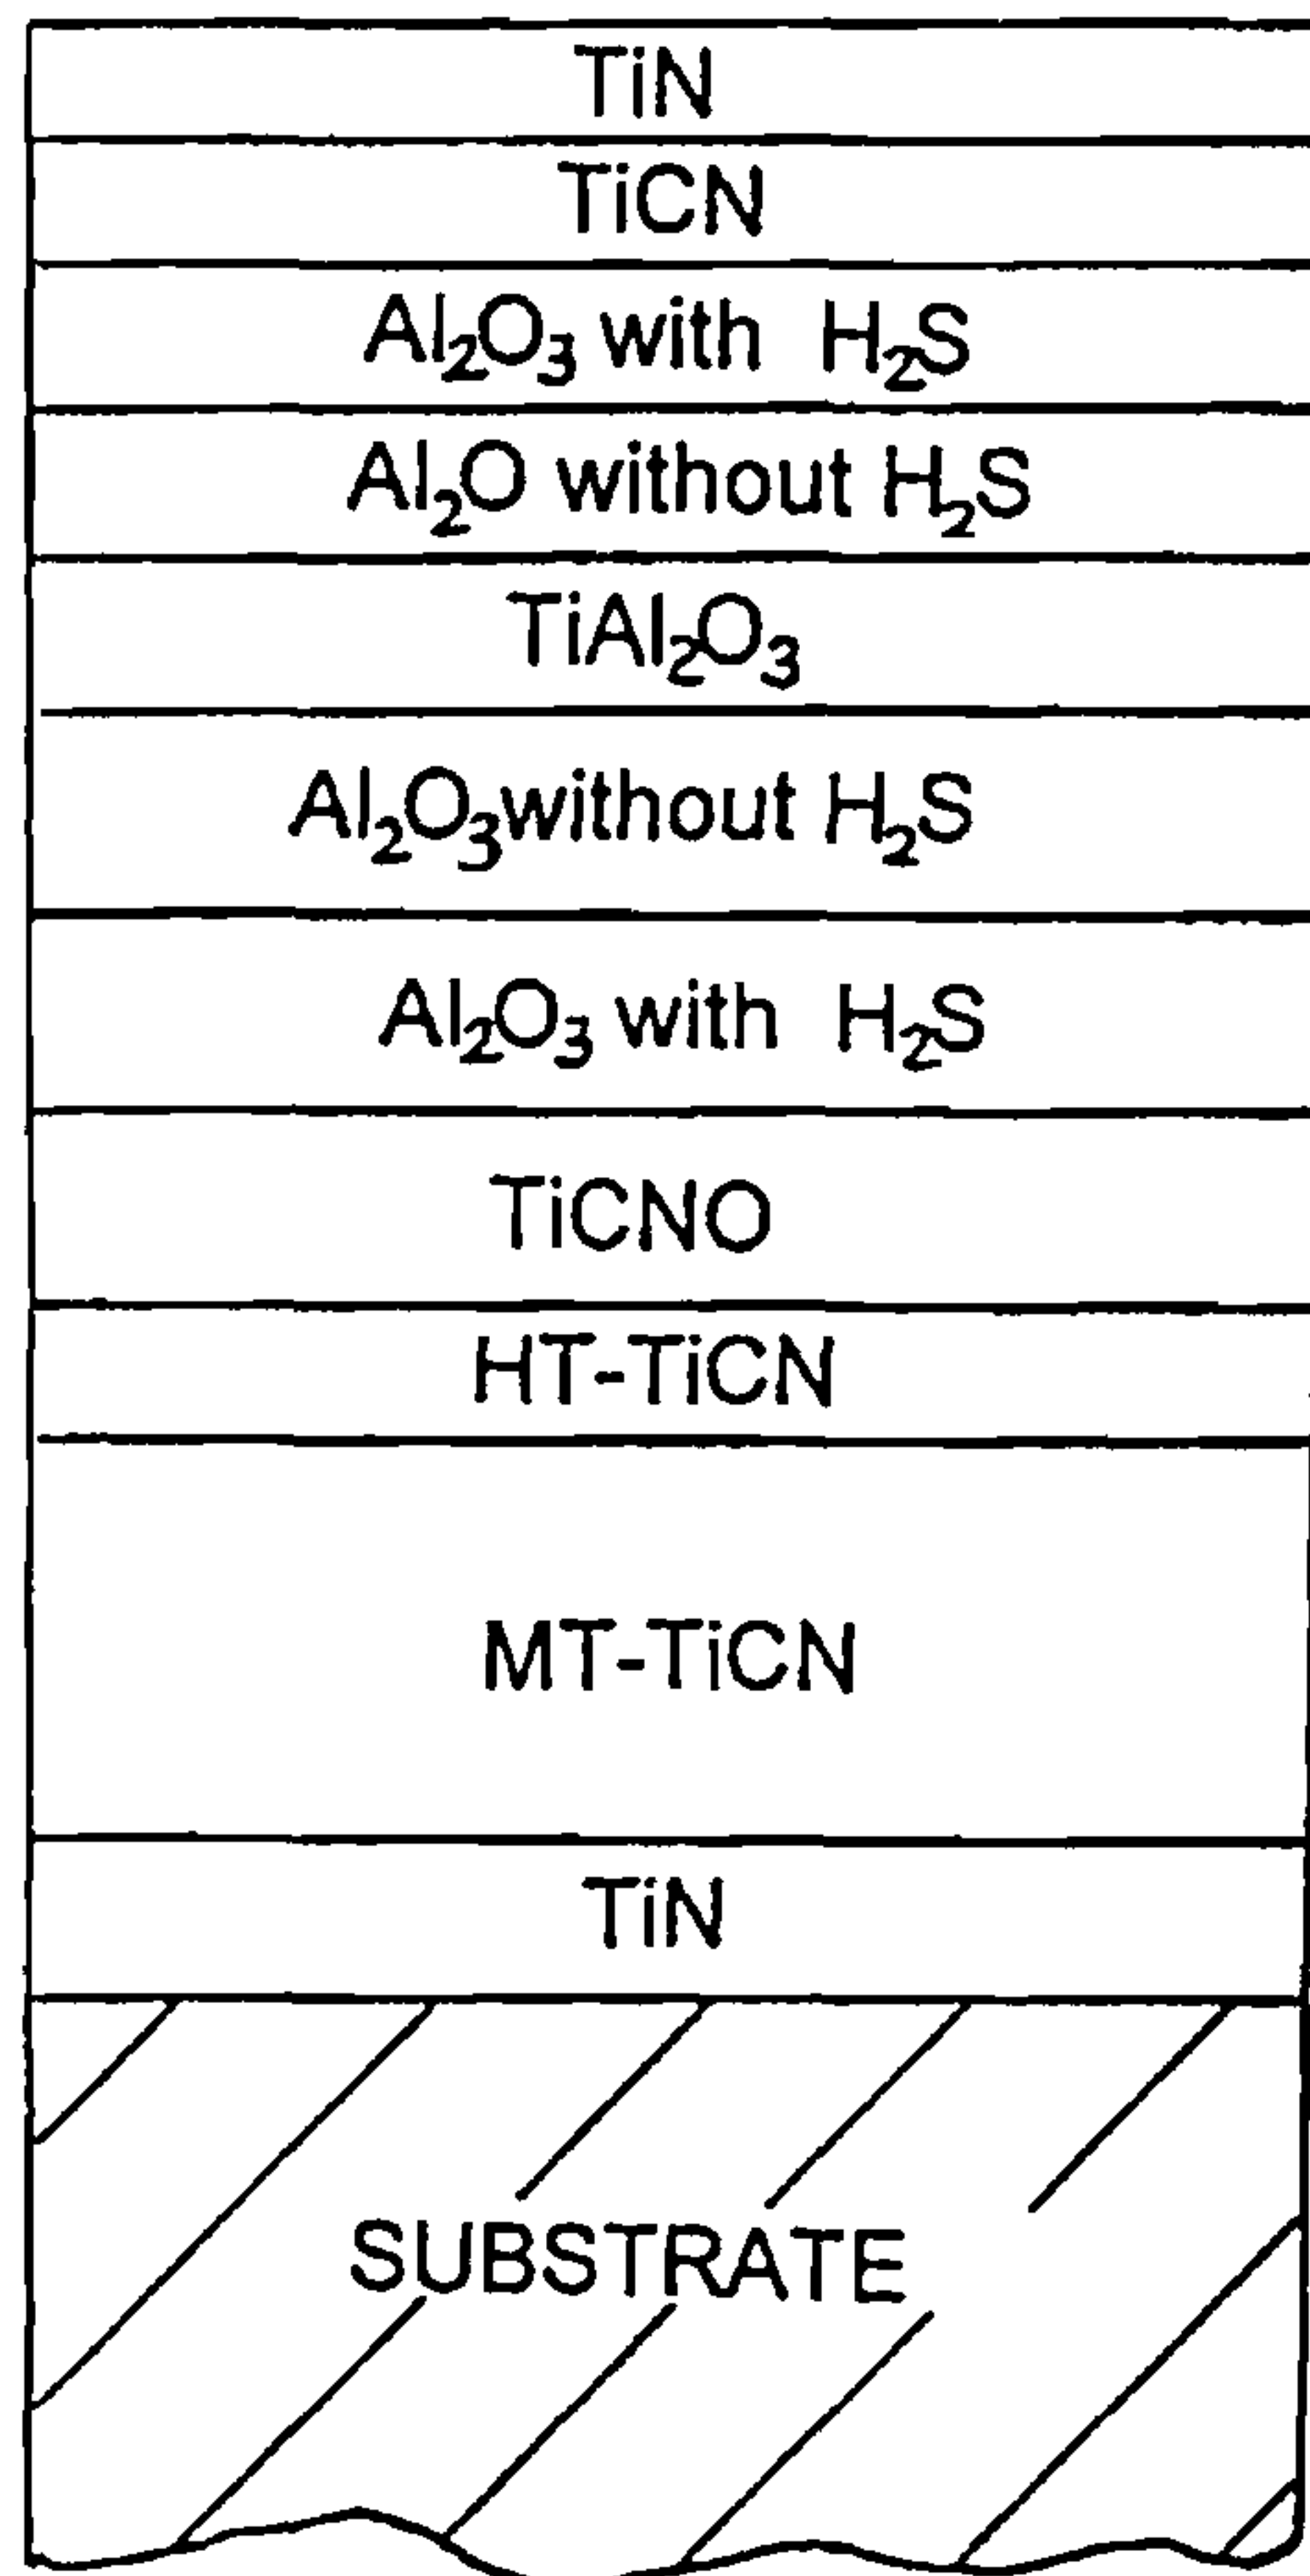 TiN
TiCN
Al₂O₃ with H₂S
Al₂O without H₂S
TiAl₂O₃
Al₂O₃without H₂S
Al₂O₃ with H₂S
TiCNO
HT-TiCN
MT-TiCN
TiN
SUBSTRATE